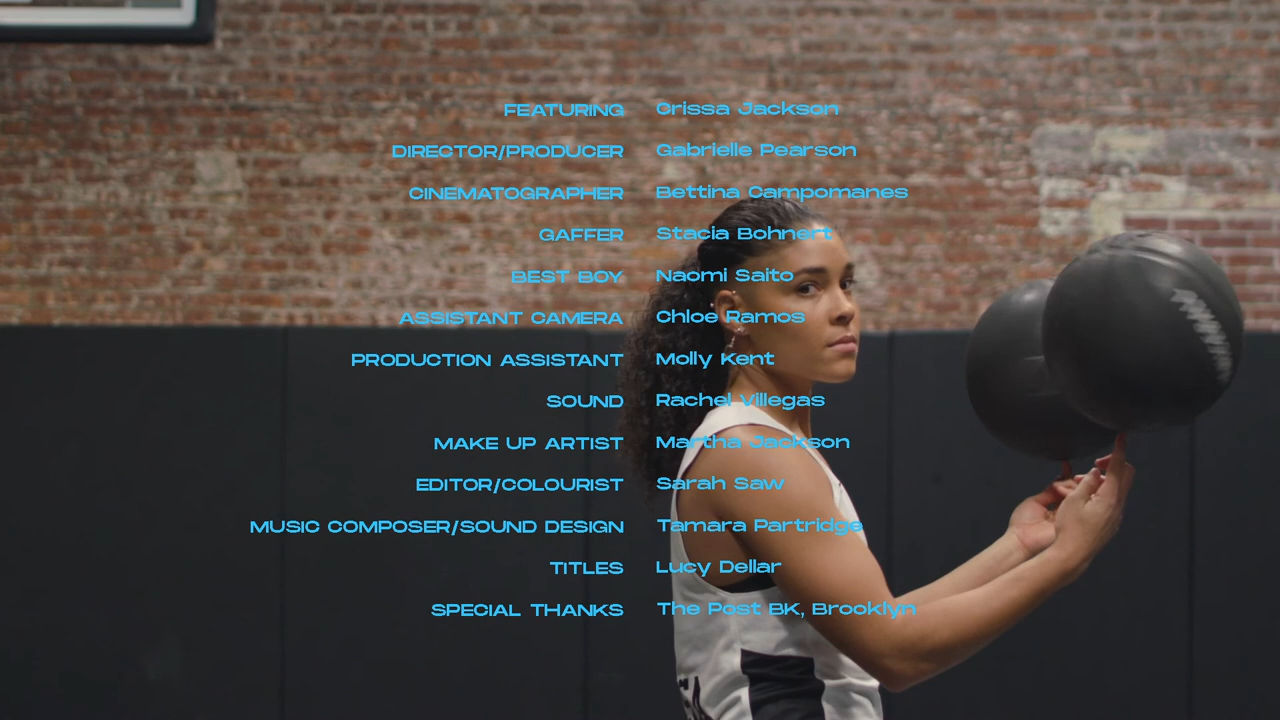 FEATURING Crissa Jackson
DIRECTOR/PRODUCER Gabrielle Pearson
CINEMATOGRAPHER Bettina Campomanes
GAFFER Stacia Bohnert
BEST BOY Naomi Saito
ASSISTANT CAMERA Chloe Ramos
PRODUCTION ASSISTANT Molly Kent
SOUND Rachel Villegas
MAKE UP ARTIST Martha Jackson
EDITOR/COLOURIST Sarah Saw
MUSIC COMPOSER/SOUND DESIGN Tamara Partridge
TITLES Lucy Dellar
SPECIAL THANKS The Post BK, Brooklyn